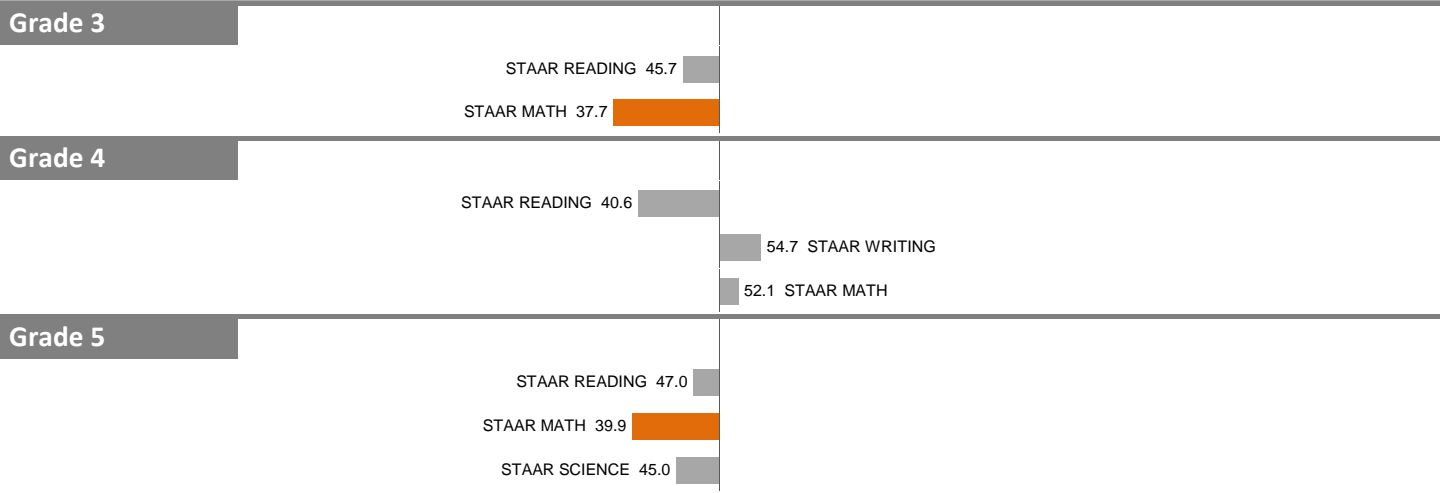 Grade 3
STAAR READING 45.7
STAAR MATH 37.7
Grade 4
STAAR READING 40.6
54.7 STAAR WRITING
52.1 STAAR MATH
Grade 5
STAAR READING 47.0
STAAR MATH 39.9
STAAR SCIENCE 45.0